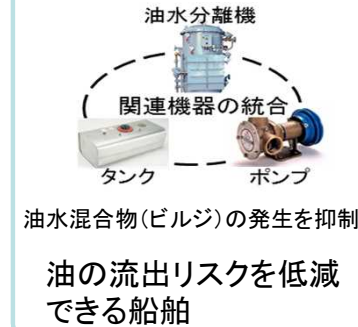 油水分離機
関連機器の統合
タンク
ポンプ
油水混合物(ビルジ)の発生を抑制
油の流出リスクを低減
できる船舶